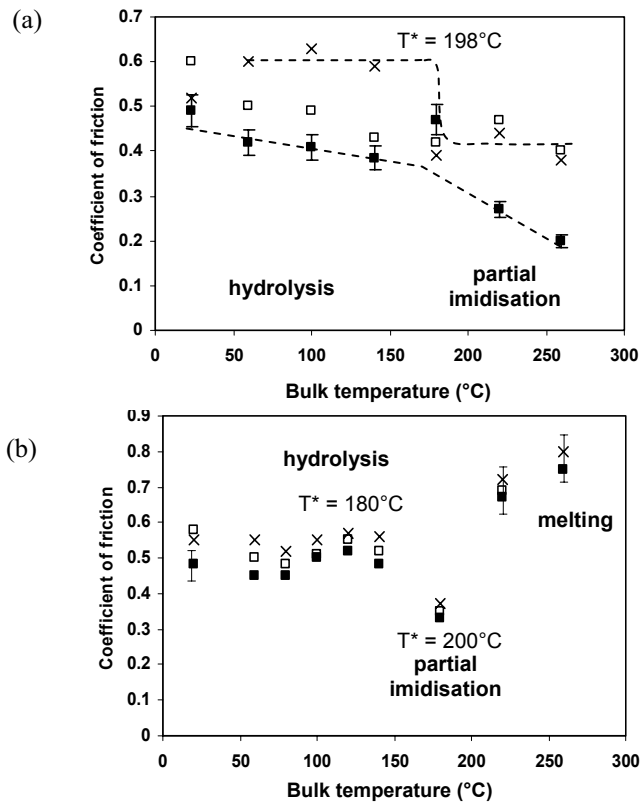 (a)
Coefficient of friction
0.7
0.6
0.5
0.4
0.3
0.2
0.1
0
T* = 198°C
hydrolysis
partial
imidisation
0 50 100 150 200 250 300
Bulk temperature (°C)
(b)
Coefficient of friction
0.9
0.8
0.7
0.6
0.5
0.4
0.3
0.2
0.1
0
hydrolysis
T* = 180°C
melting
T* = 200°C
partial
imidisation
0 50 100 150 200 250 300
Bulk temperature (°C)